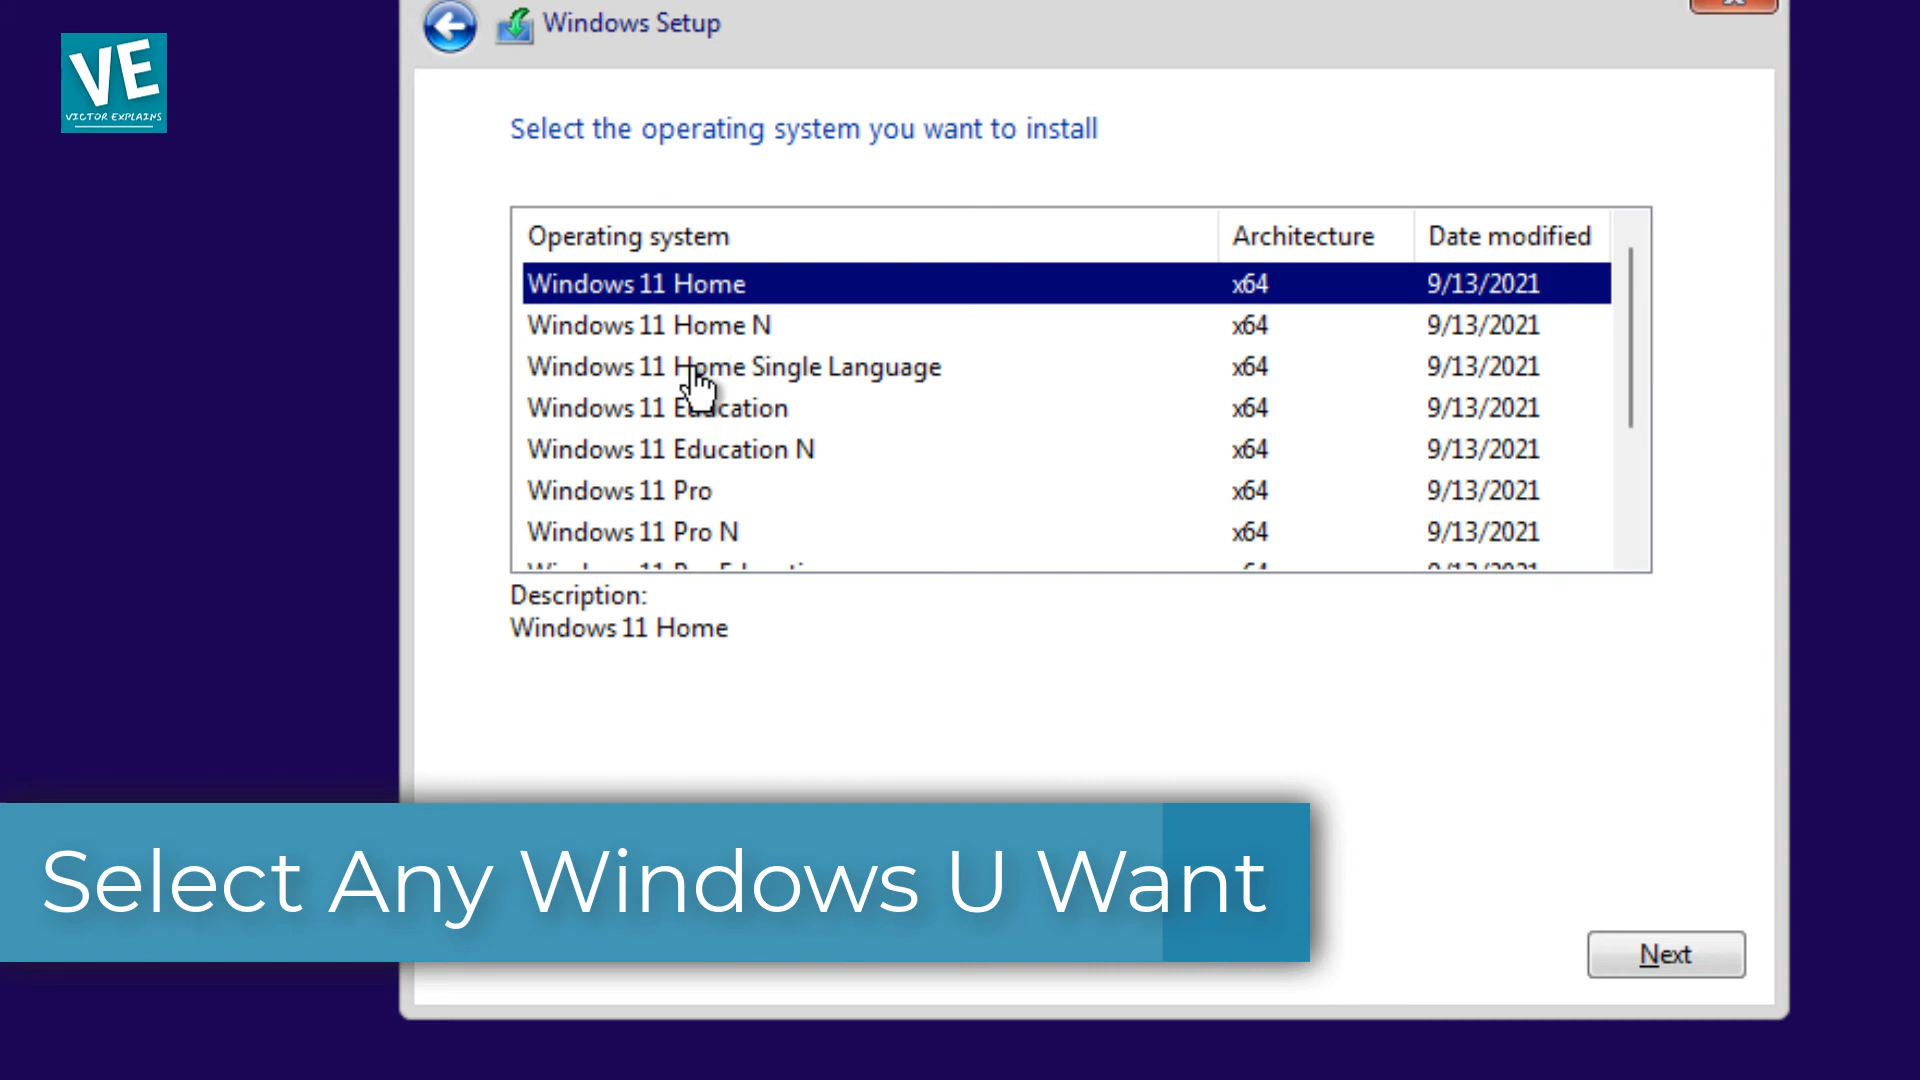 VE
VICTOR EXPLAINS
Windows Setup
Select the operating system you want to install
Operating system Architecture Date modified
Windows 11 Home x64 9/13/2021
Windows 11 Home N x64 9/13/2021
Windows 11 Home Single Language x64 9/13/2021
Windows 11 Education x64 9/13/2021
Windows 11 Education N x64 9/13/2021
Windows 11 Pro x64 9/13/2021
Windows 11 Pro N x64 9/13/2021
Description:
Windows 11 Home
Select Any Windows U Want
Next